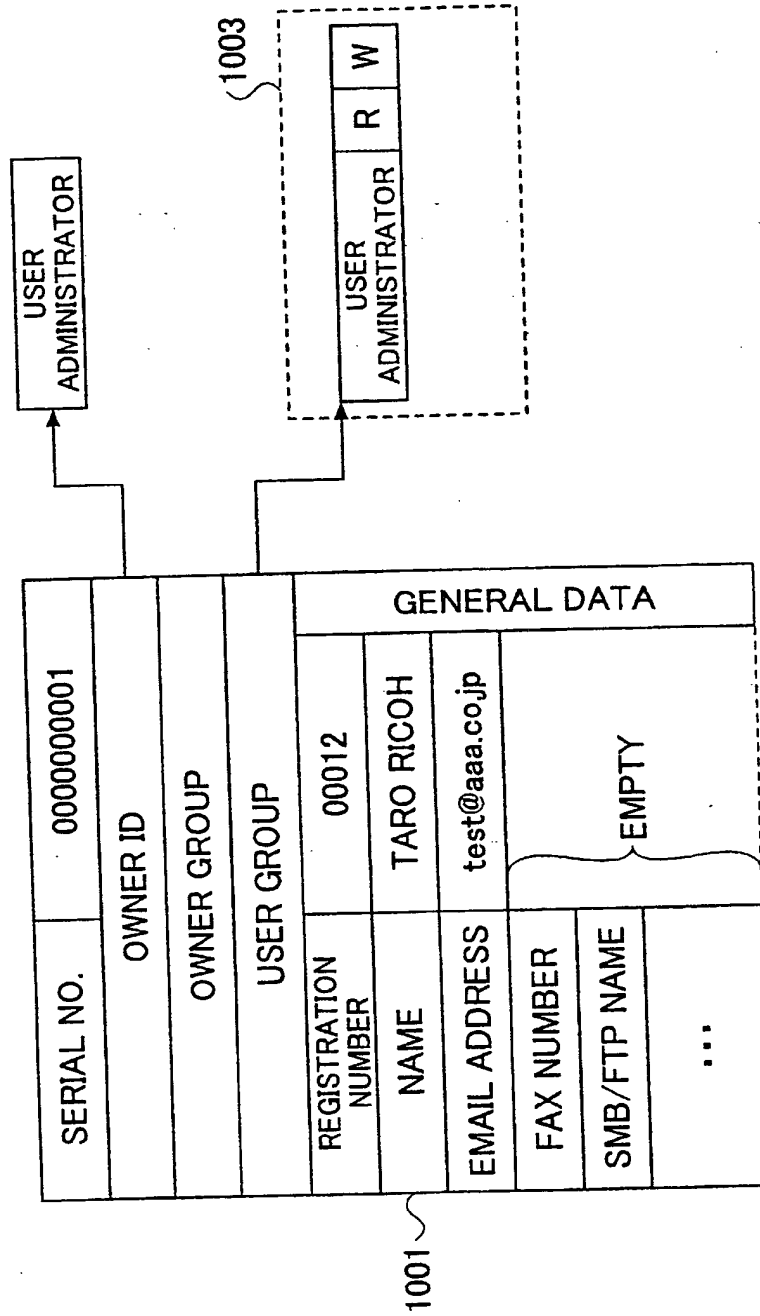 SERIAL NO.
0000000001
OWNER ID
OWNER GROUP
USER GROUP
REGISTRATION
NUMBER
00012
NAME
TARO RICOH
EMAIL ADDRESS
test@aaa.co.jp
FAX NUMBER
SMB/FTP NAME
...
EMPTY
GENERAL DATA
1001
USER
ADMINISTRATOR
USER
ADMINISTRATOR
R
W
1003